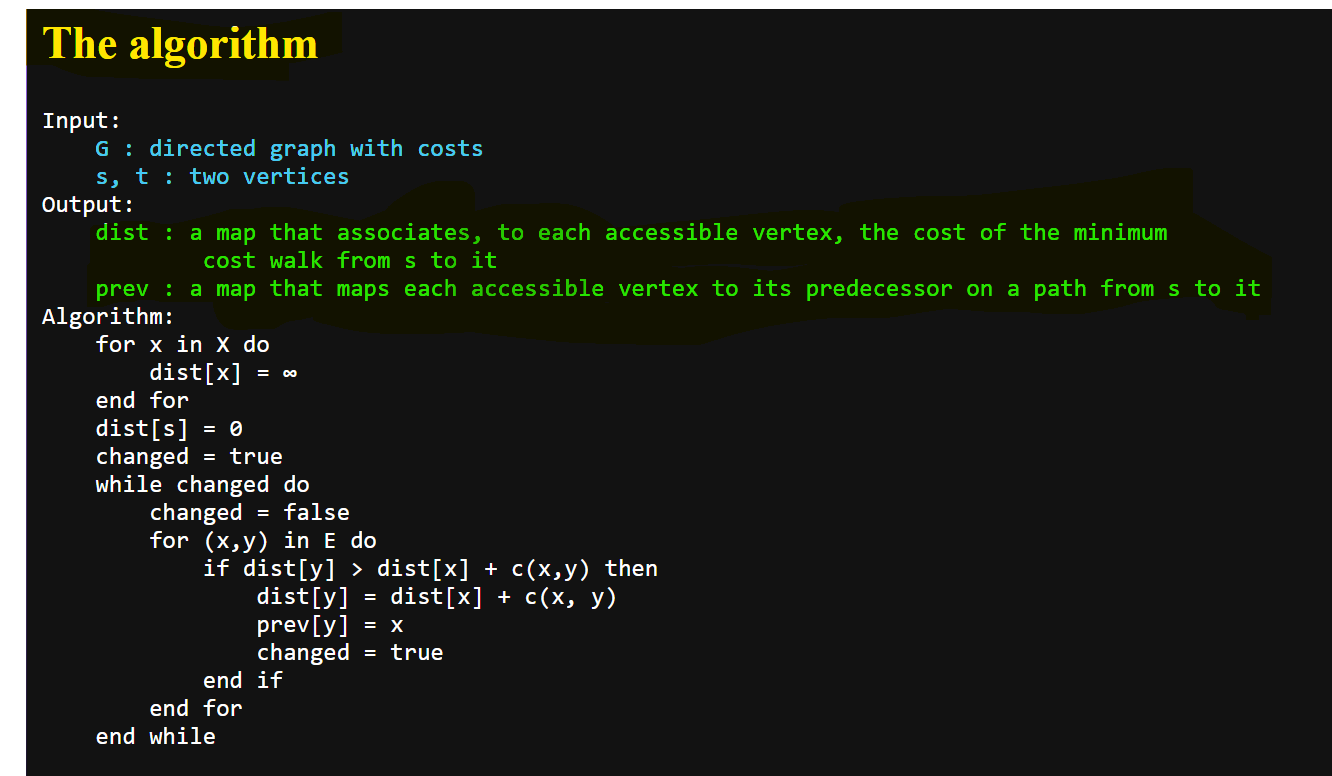 The algorithm
Input:
    G : directed graph with costs
    s, t : two vertices
Output:
    dist : a map that associates, to each accessible vertex, the cost of the minimum
            cost walk from s to it
    prev : a map that maps each accessible vertex to its predecessor on a path from s to it
Algorithm:
    for x in X do
        dist[x] = ∞
    end for
    dist[s] = 0
    changed = true
    while changed do
        changed = false
        for (x,y) in E do
            if dist[y] > dist[x] + c(x,y) then
                dist[y] = dist[x] + c(x, y)
                prev[y] = x
                changed = true
            end if
        end for
    end while